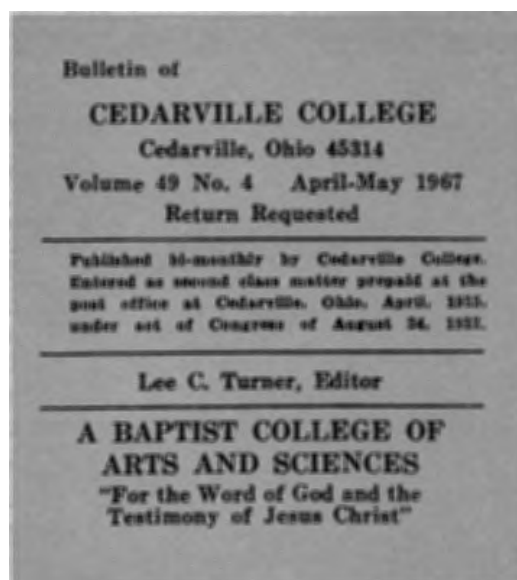 Bulletin of
CEDARVILLE COLLEGE
Cedarville, Ohio 45314
Volume 49 No. 4 April-May 1967
Return Requested
Published bi-monthly by Cedarville College.
Entered as second class matter prepaid at the
post office at Cedarville, Ohio, April, 1915,
under act of Congress of August 24,
Lee C. Turner, Editor
A BAPTIST COLLEGE OF
ARTS AND SCIENCES
"For the Word of God and the
Testimony of Jesus Christ"